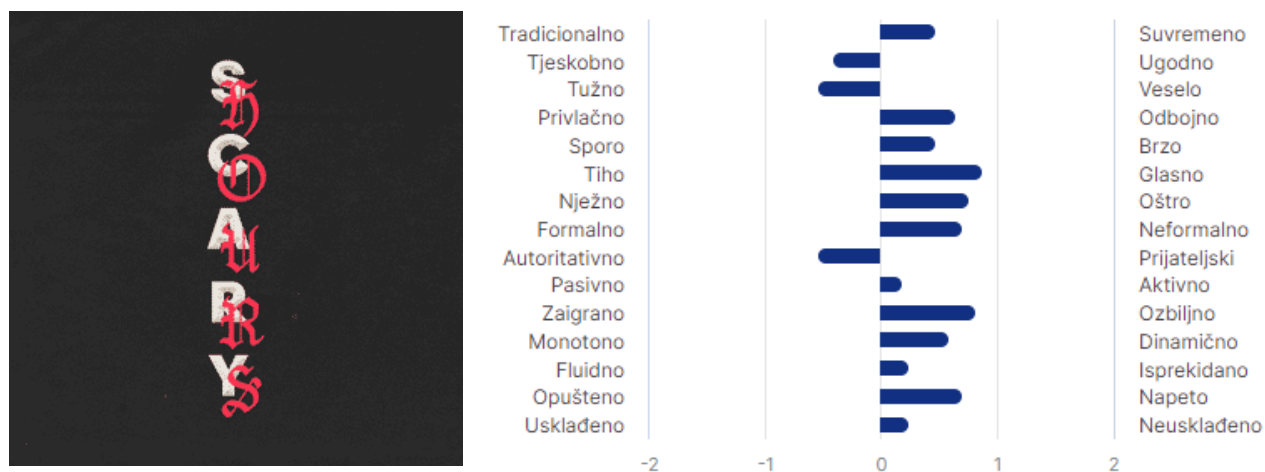 SCARY
HOURS
Tradicionalno Suvremeno
Tjeskobno Ugodno
Tužno Veselo
Privlačno Odbojno
Sporo Brzo
Tiho Glasno
Nježno Oštro
Formalno Neformalno
Autoritativno Prijateljski
Pasivno Aktivno
Zaigrano Ozbiljno
Monotono Dinamično
Fluidno Isprekidano
Opušteno Napeto
Usklađeno Neusklađeno
-2 -1 0 1 2